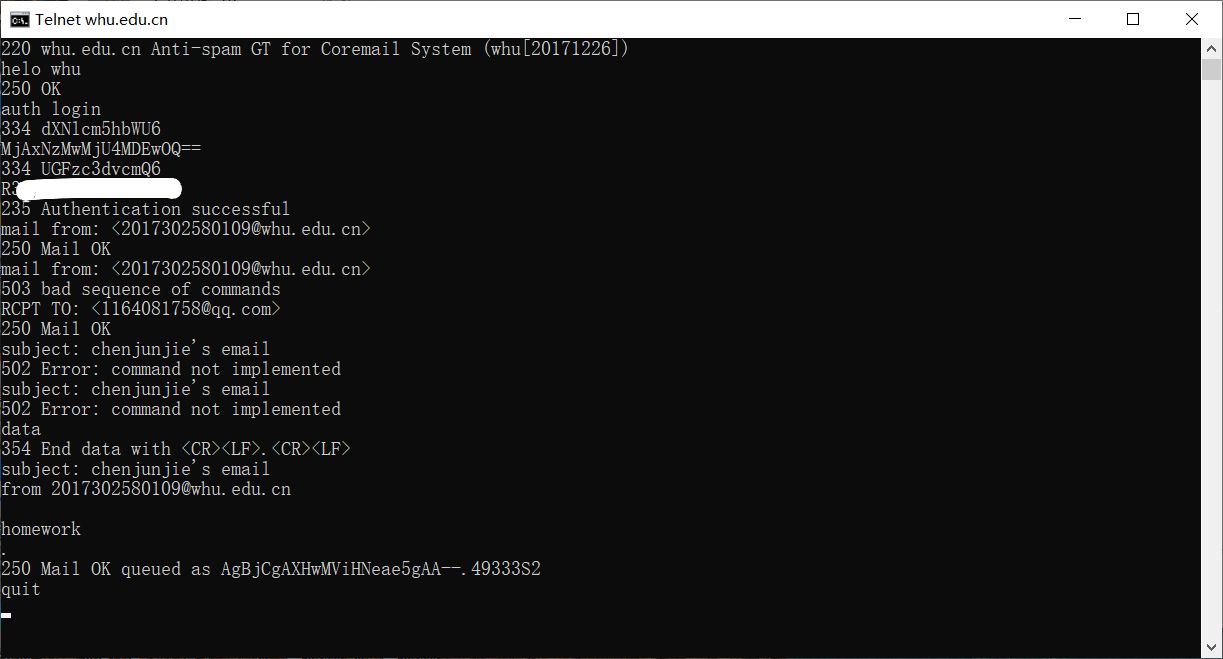 Telnet whu.edu.cn
220 whu.edu.cn Anti-spam GT for Coremail System (whu[20171226])
helo whu
250 OK
auth login
334 dXNlcm5hbWU6
MjAxNzMwMjU4MDEwOQ==
334 UGFzc3dvcmQ6
235 Authentication successful
mail from: <2017302580109@whu.edu.cn>
250 Mail OK
mail from: <2017302580109@whu.edu.cn>
503 bad sequence of commands
RCPT TO: <1164081758@qq.com>
250 Mail OK
subject: chenjunjie's email
502 Error: command not implemented
subject: chenjunjie's email
502 Error: command not implemented
data
354 End data with <CR><LF>.<CR><LF>
subject: chenjunjie's email
from 2017302580109@whu.edu.cn
homework
.
250 Mail OK queued as AgBjCgAXHwMViHNeae5gAA--.49333S2
quit